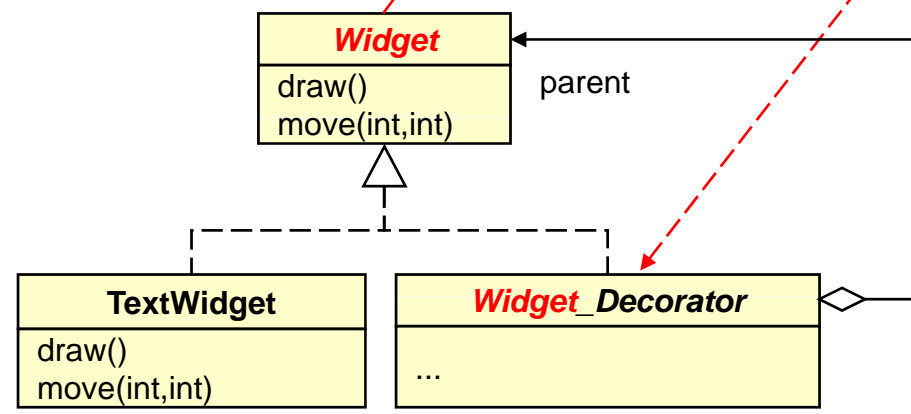 Widget
draw()
move(int,int)
parent
TextWidget
draw()
move(int,int)
Widget_Decorator
...